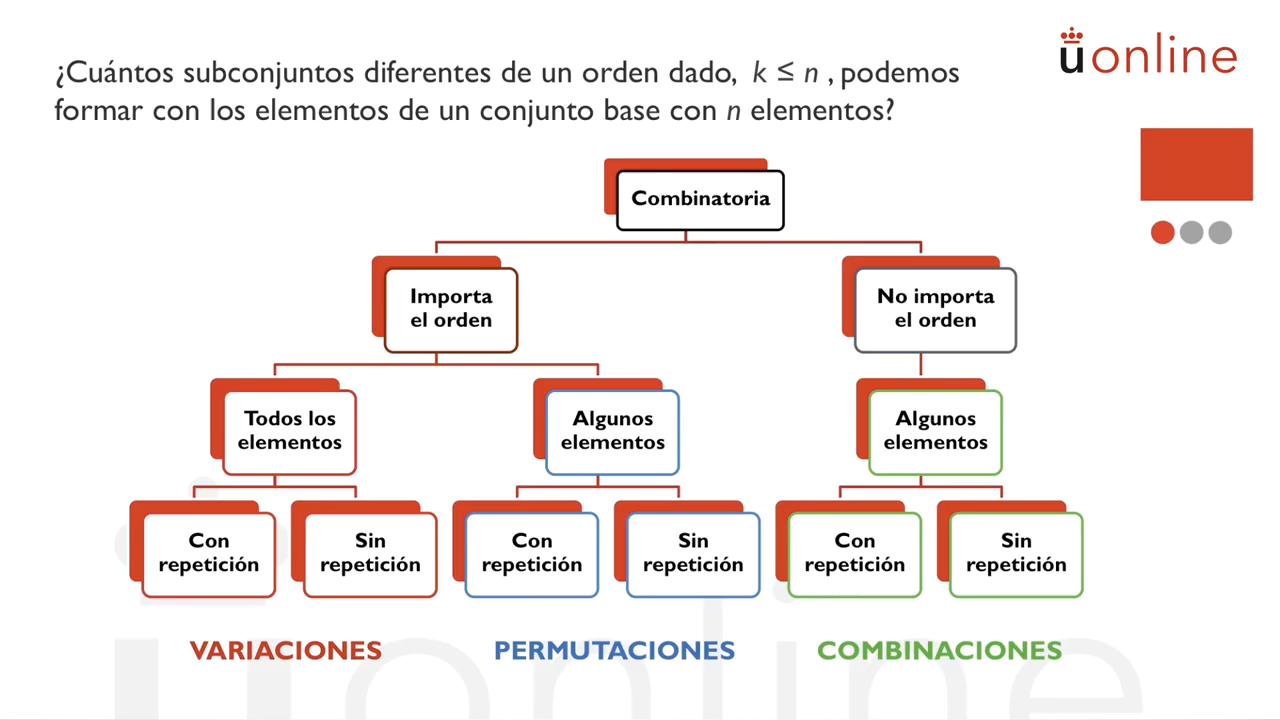 ¿Cuántos subconjuntos diferentes de un orden dado, k ≤ n , podemos
formar con los elementos de un conjunto base con n elementos?
uonline
Combinatoria
Importa
el orden
No importa
el orden
Todos los
elementos
Algunos
elementos
Algunos
elementos
Con
repetición
Sin
repetición
Con
repetición
Sin
repetición
Con
repetición
Sin
repetición
VARIACIONES
PERMUTACIONES
COMBINACIONES
uonline